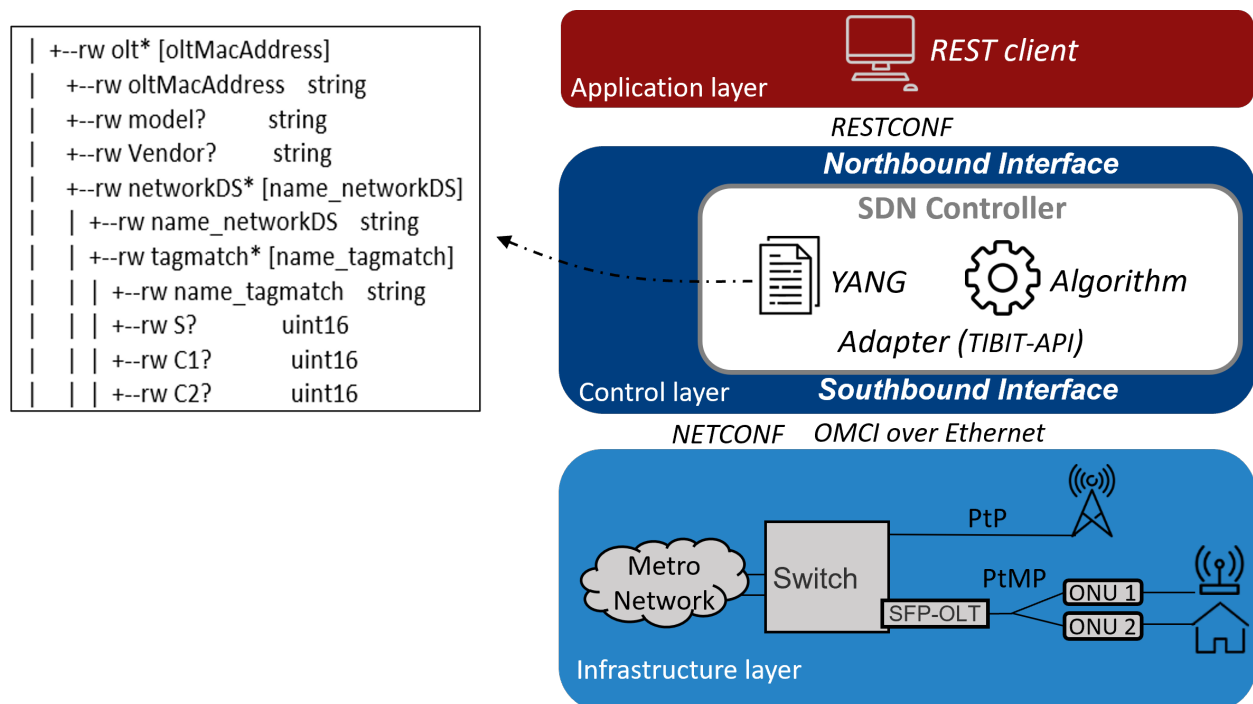 | +--rw olt* [oltMacAddress]
| +--rw oltMacAddress string
| +--rw model? string
| +--rw Vendor? string
| +--rw networkDS* [name_networkDS]
| | +--rw name_networkDS string
| | +--rw tagmatch* [name_tagmatch]
| | | +--rw name_tagmatch string
| | | +--rw S? uint16
| | | +--rw C1? uint16
| | | +--rw C2? uint16
REST client
Application layer
RESTCONF
Northbound Interface
SDN Controller
YANG
Algorithm
Adapter (TIBIT-API)
Control layer
Southbound Interface
NETCONF OMCI over Ethernet
PtP
Metro
Network
Switch
PtMP
SFP-OLT
ONU 1
ONU 2
Infrastructure layer